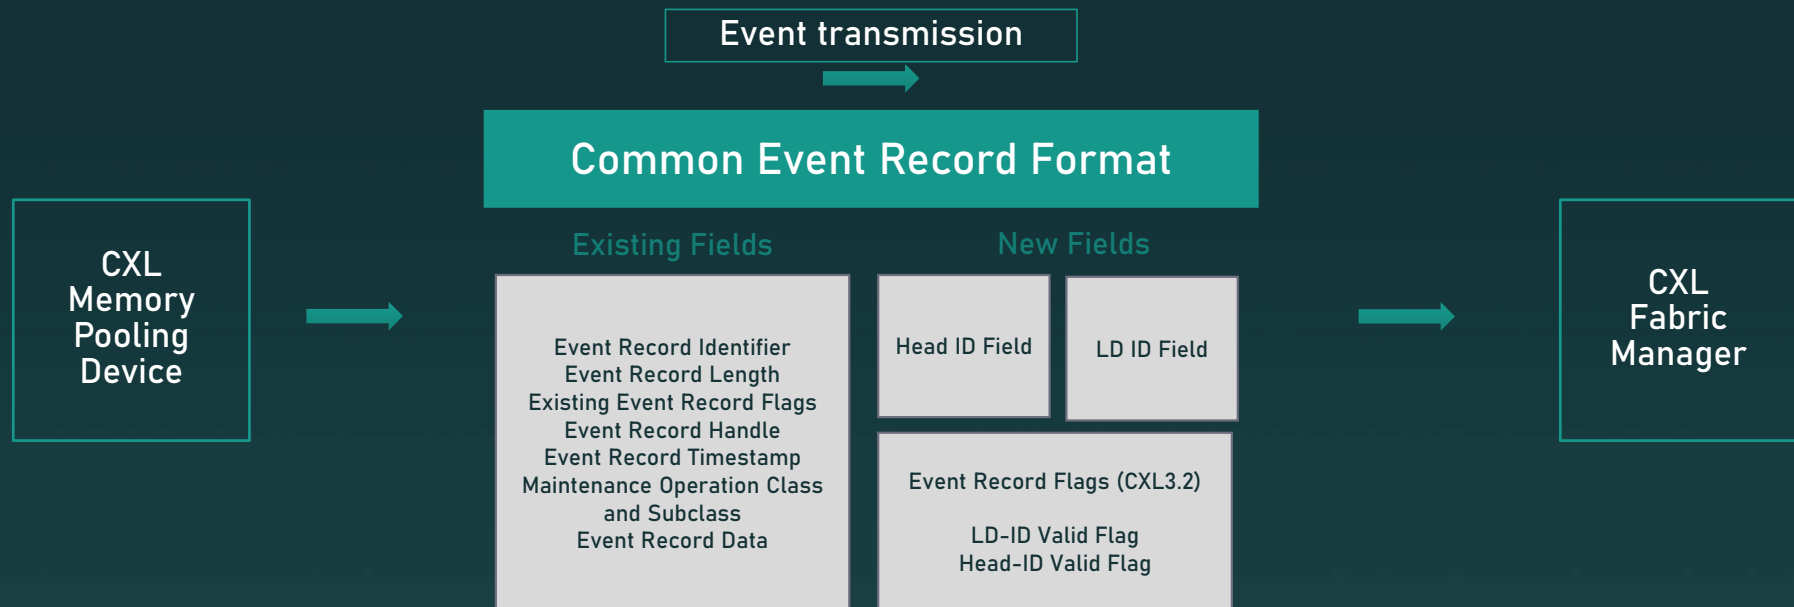 Event transmission
Common Event Record Format
CXL
Memory
Pooling
Device
Existing Fields
Event Record Identifier
Event Record Length
Existing Event Record Flags
Event Record Handle
Event Record Timestamp
Maintenance Operation Class
and Subclass
Event Record Data
New Fields
Head ID Field
LD ID Field
Event Record Flags (CXL3.2)
LD-ID Valid Flag
Head-ID Valid Flag
CXL
Fabric
Manager